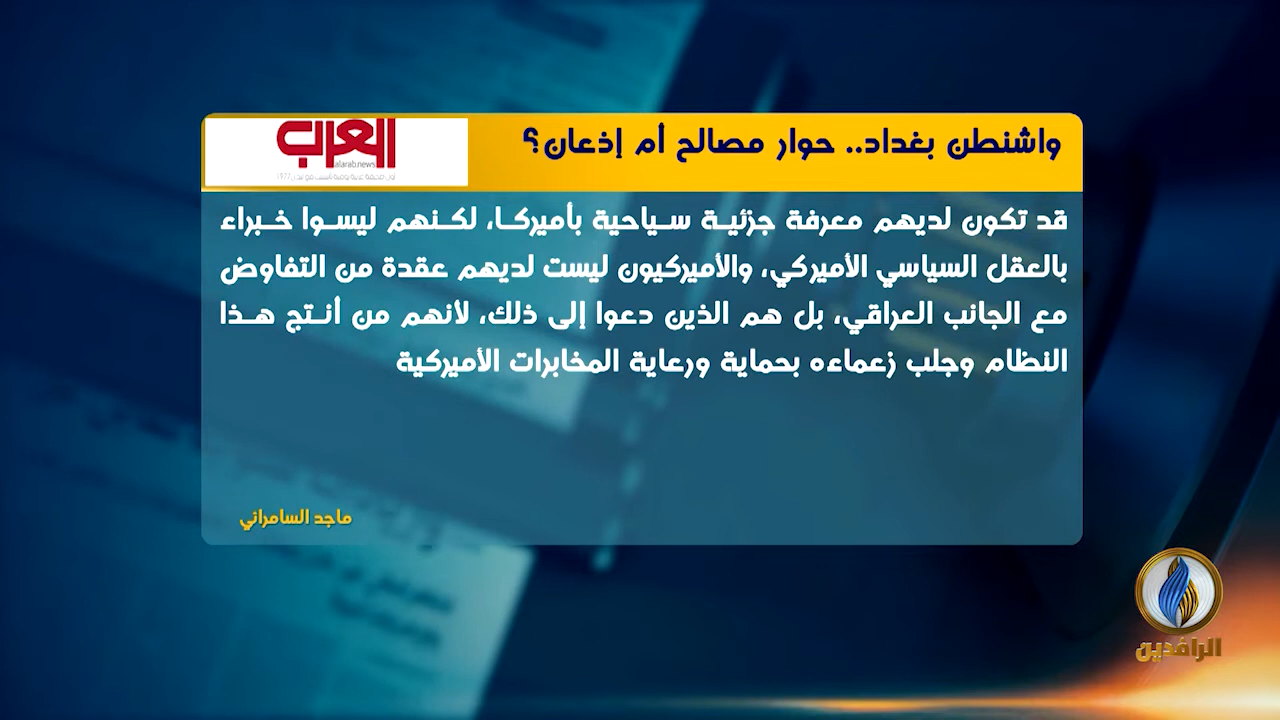 واشنطن بغداد.. حوار مصالح أم إذعان؟
العرب
alarab.news
قد تكون لديهم معرفة جزئية سياحية بأميركا، لكنهم ليسوا خبراء
بالعقل السياسي الأميركي، والأميركيون ليست لديهم عقدة من التفاوض
مع الجانب العراقي، بل هم الذين دعوا إلى ذلك، لأنهم من أنتج هذا
النظام وجلب زعماءه بحماية ورعاية المخابرات الأميركية
ماجد السامرائي
الرافدين